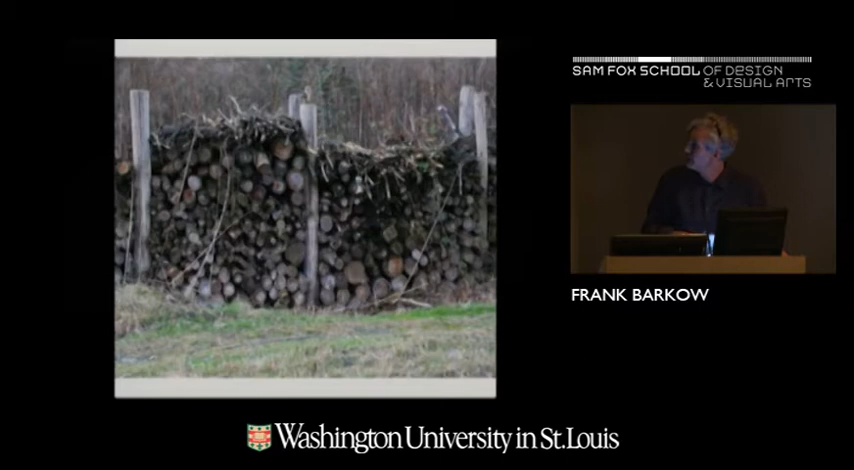 SAM FOX SCHOOL OF DESIGN
& VISUAL ARTS
FRANK BARKOW
Washington University in St. Louis